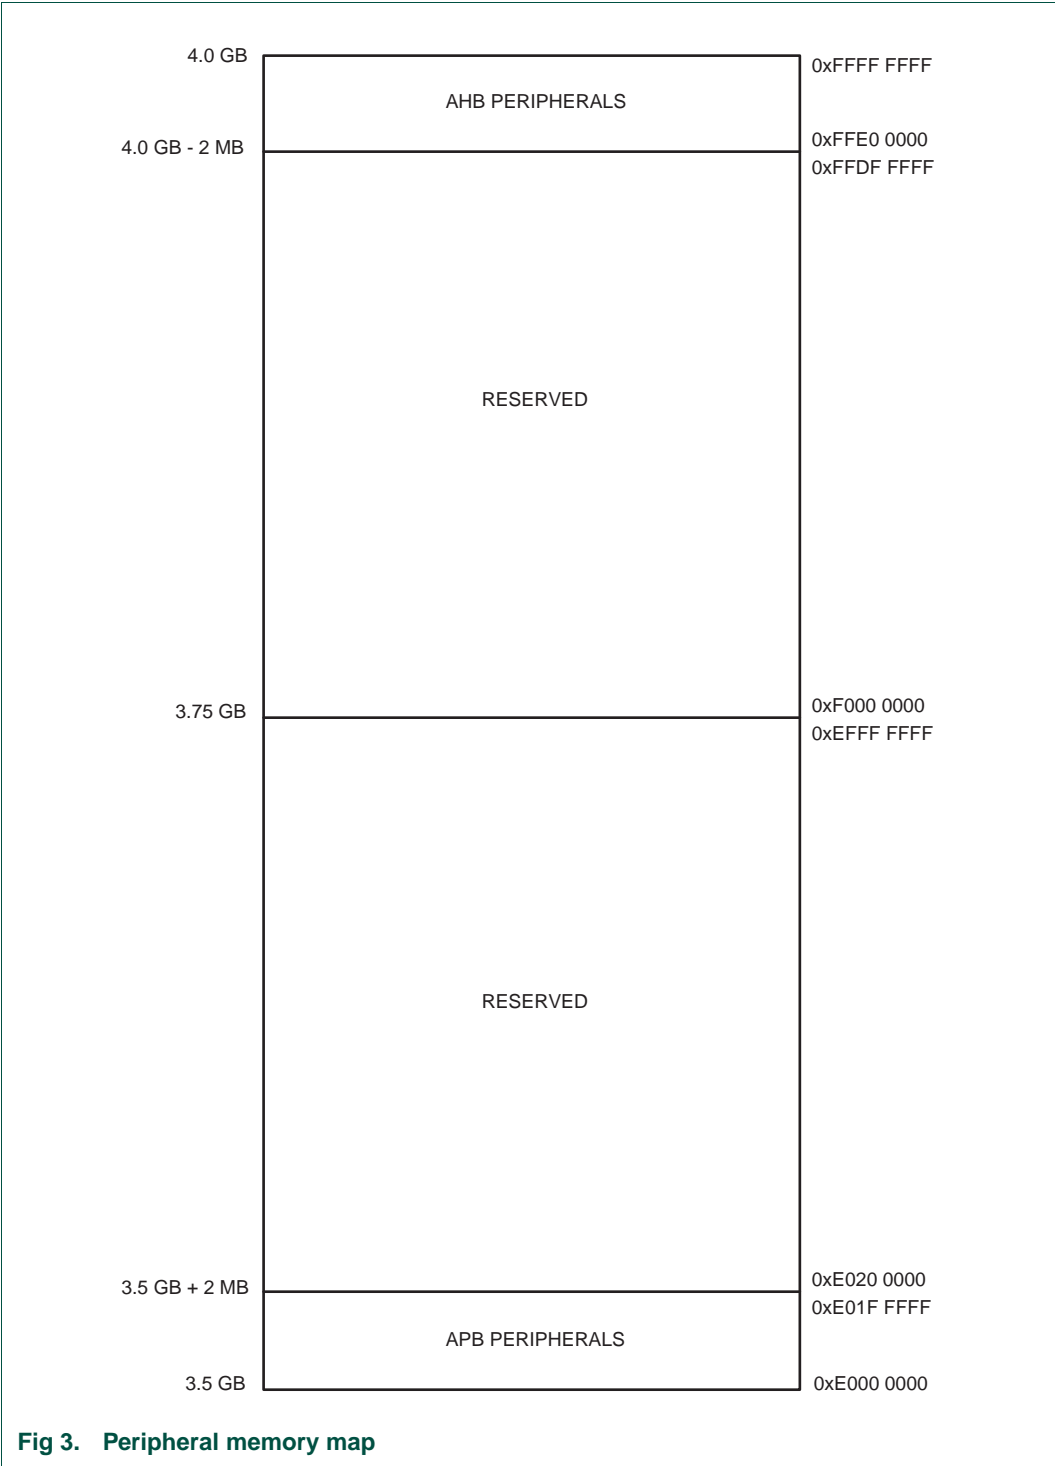 4.0 GB
0xFFFF FFFF
AHB PERIPHERALS
4.0 GB - 2 MB
0xFFE0 0000
0xFFDF FFFF
RESERVED
3.75 GB
0xF000 0000
0xEFFF FFFF
RESERVED
3.5 GB + 2 MB
0xE020 0000
0xE01F FFFF
APB PERIPHERALS
3.5 GB
0xE000 0000
Fig 3. Peripheral memory map